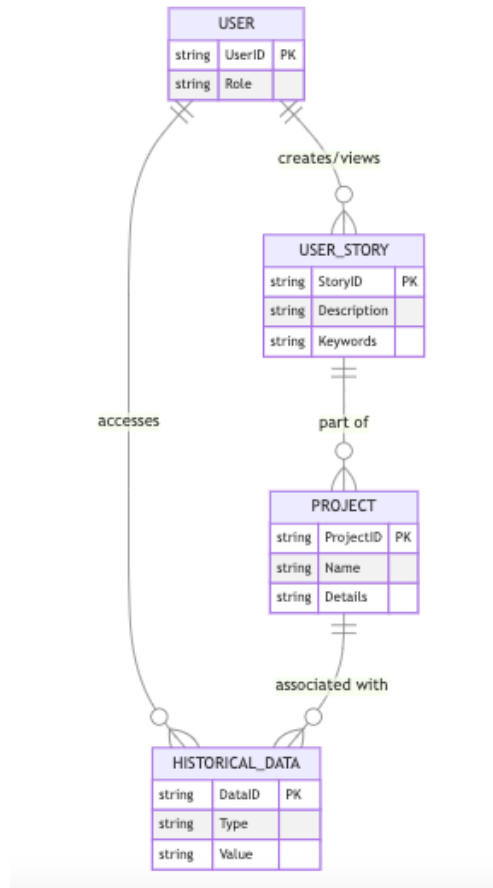 USER
string UserID PK
string Role
creates/views
USER_STORY
string StoryID PK
string Description
string Keywords
accesses
part of
PROJECT
string ProjectID PK
string Name
string Details
associated with
HISTORICAL_DATA
string DataID PK
string Type
string Value